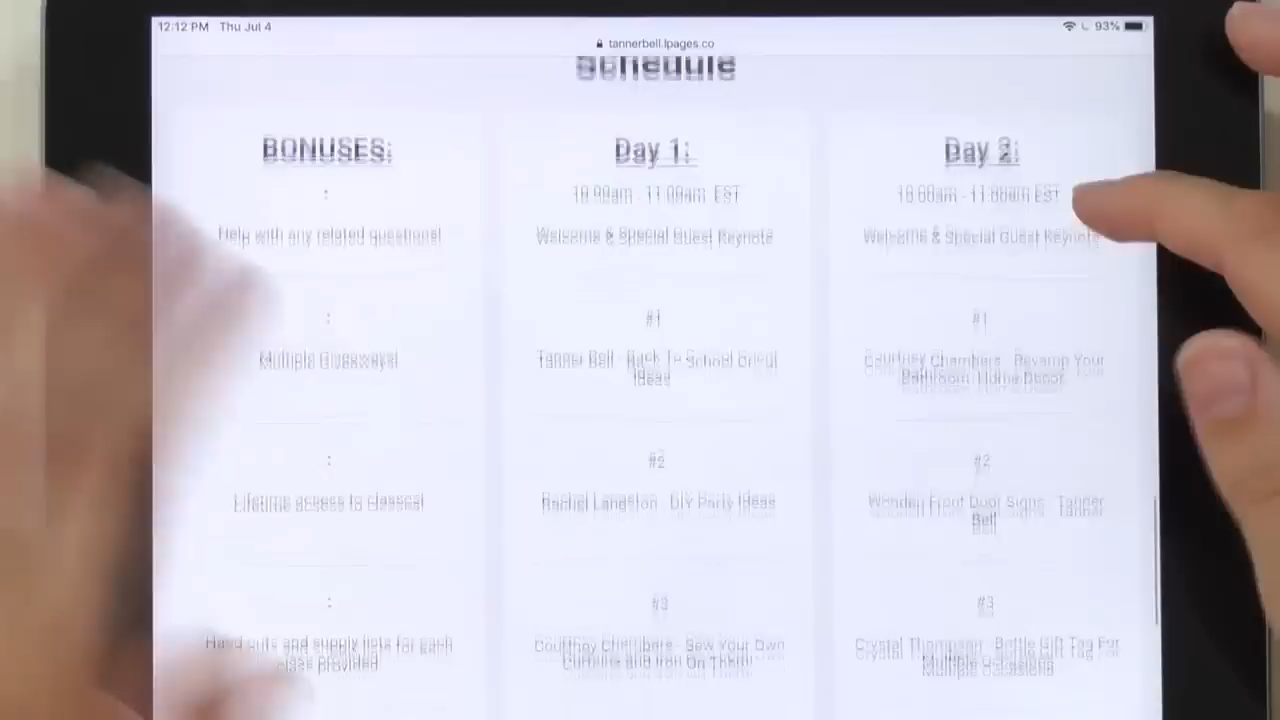 12:12 PM Thu Jul 4
93%
tannerbell.lpages.co
Schedule
BONUSES:
:
Help with any related questions!
:
Multiple Giveaways!
:
Lifetime access to classes!
:
Hand outs and supply lists for each
class provided
Day 1:
10:00am - 11:00am EST
Welcome & Special Guest Keynote
#1
Tanner Bell - Back To School Cricut
Ideas
#2
Rachel Langston - DIY Party Ideas
#3
Courtney Chambers - Sew Your Own
and Iron On Them!
Day 2:
10:00am - 11:00am EST
Welcome & Special Guest Keynote
#1
Courtney Chambers - Revamp Your
Bathroom Home Decor
#2
Wooden Front Door Signs - Tanner
Bell
#3
Crystal Thompson - Bottle Gift Tag For
Multiple Occasions